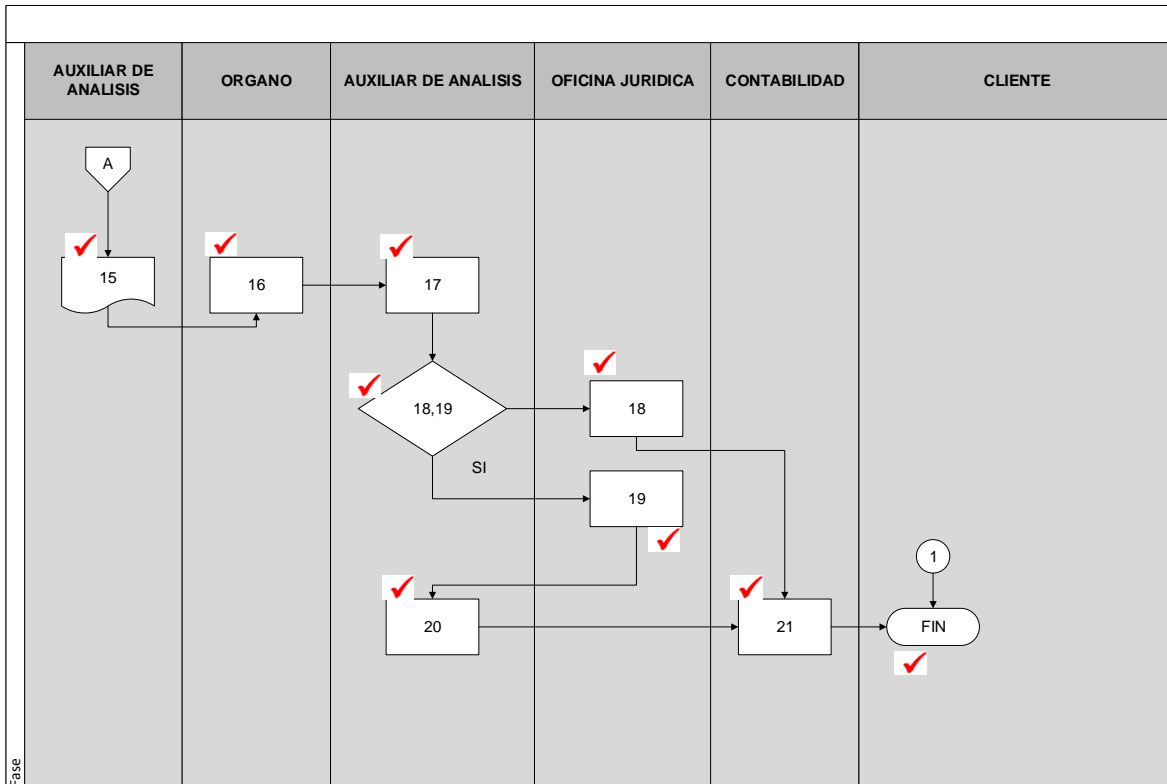 AUXILIAR DE
ANALISIS
ORGANO
AUXILIAR DE ANALISIS
OFICINA JURIDICA
CONTABILIDAD
CLIENTE
A
15
16
17
18,19
18
SI
19
1
20
21
FIN
Fase